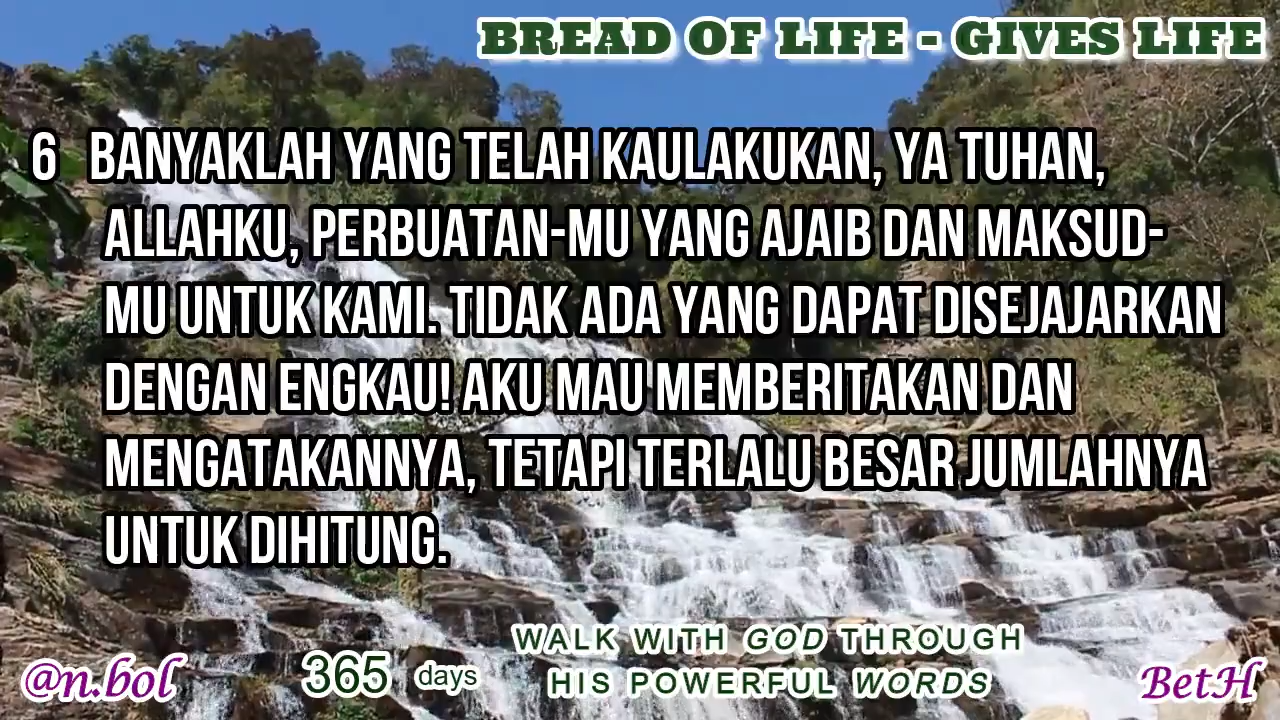 BREAD OF LIFE - GIVES LIFE
6 BANYAKLAH YANG TELAH KAULAKUKAN, YA TUHAN,
ALLAHKU, PERBUATAN-MU YANG AJAIB DAN MAKSUD-
MU UNTUK KAMI. TIDAK ADA YANG DAPAT DISEJAJARKAN
DENGAN ENGKAU! AKU MAU MEMBERITAKAN DAN
MENGATAKANNYA, TETAPI TERLALU BESAR JUMLAHNYA
UNTUK DIHITUNG.
WALK WITH GOD THROUGH
HIS POWERFUL WORDS
@n.bol
365 days
BetH